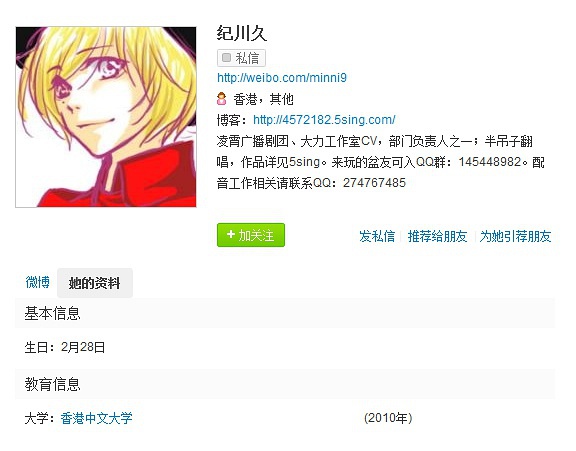 纪川久
私信
http://weibo.com/minni9
香港，其他
博客：http://4572182.5sing.com/
凌霄广播剧团、大力工作室CV，部门负责人之一；半吊子翻
唱，作品详见5sing。来玩的盆友可入QQ群：145448982。配
音工作相关请联系QQ：274767485
+ 加关注
发私信 推荐给朋友 为她引荐朋友
微博 她的资料
基本信息
生日：2月28日
教育信息
大学：香港中文大学 (2010年)